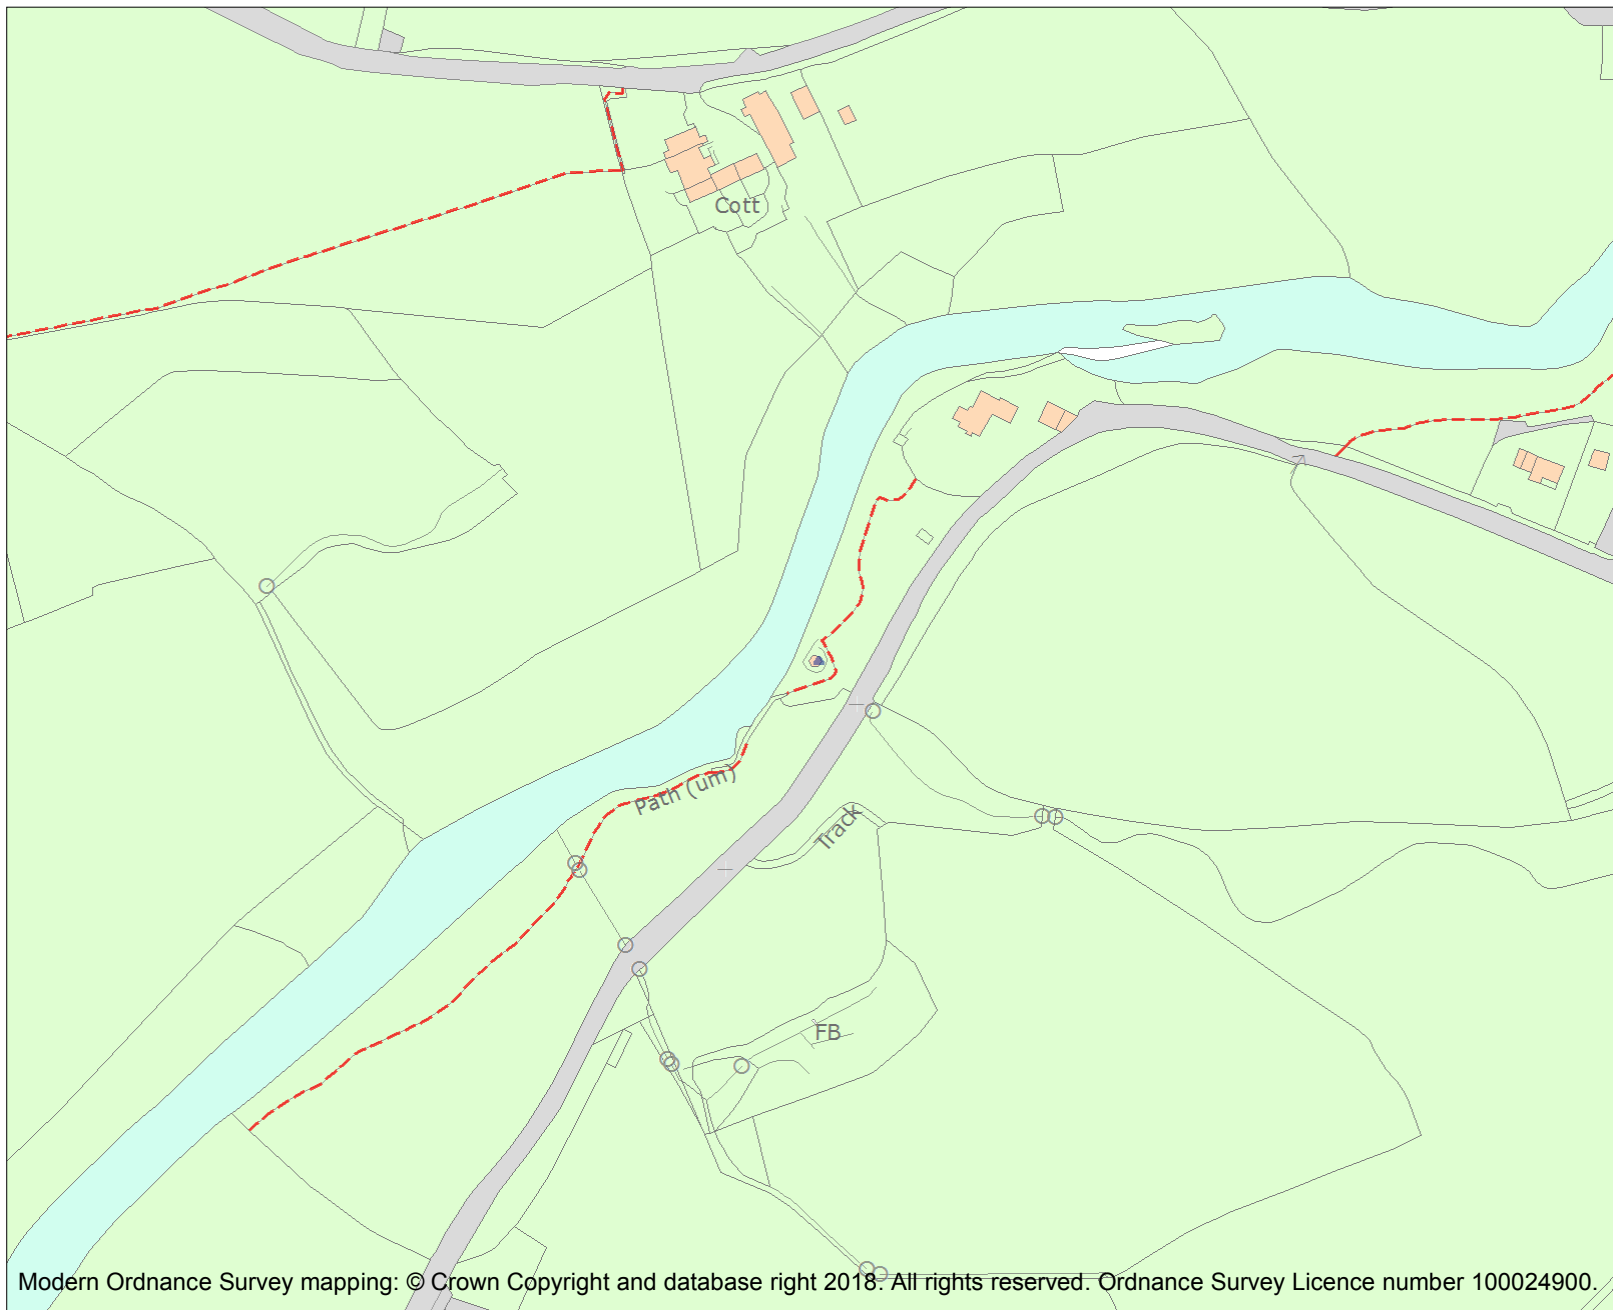 Cott
Path (um)
Track
FB
Modern Ordnance Survey mapping: © Crown Copyright and database right 2018. All rights reserved. Ordnance Survey Licence number 100024900.